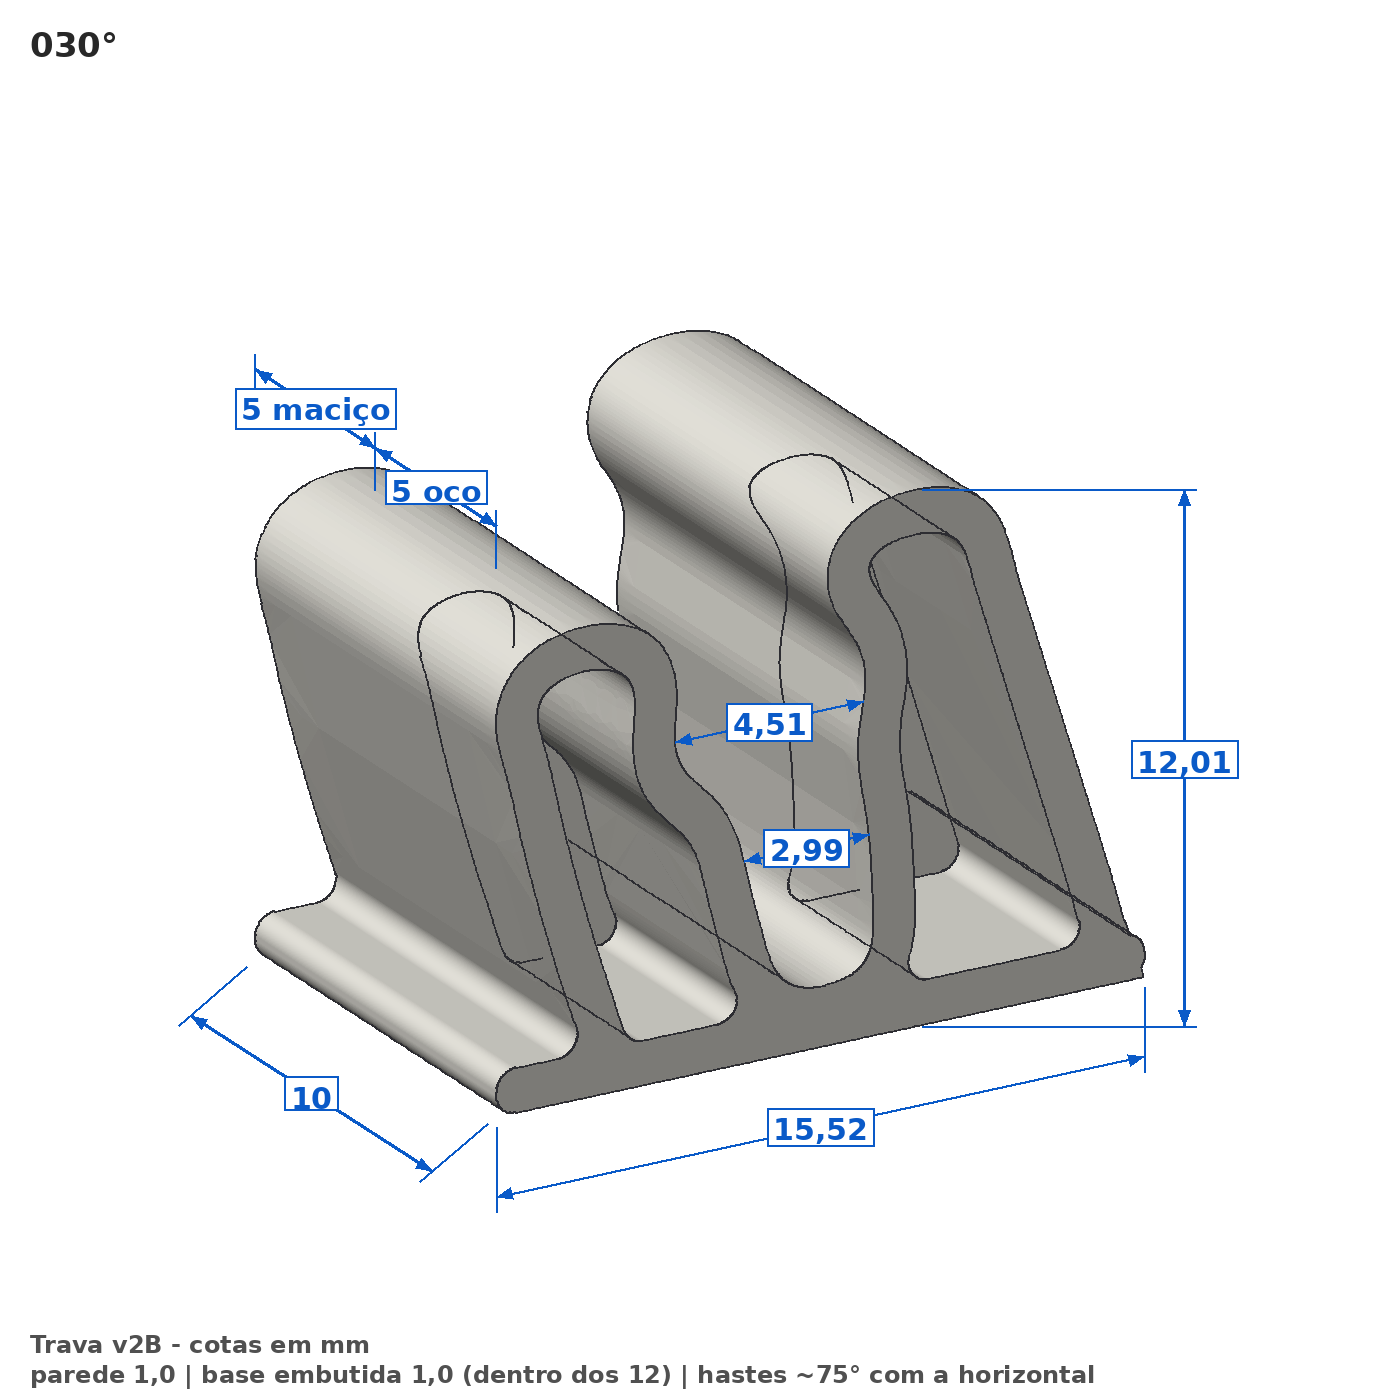 030°
5 maciço
5 oco
4,51
12,01
2,99
10
15,52
Trava v2B - cotas em mm
parede 1,0 | base embutida 1,0 (dentro dos 12) | hastes ~75° com a horizontal